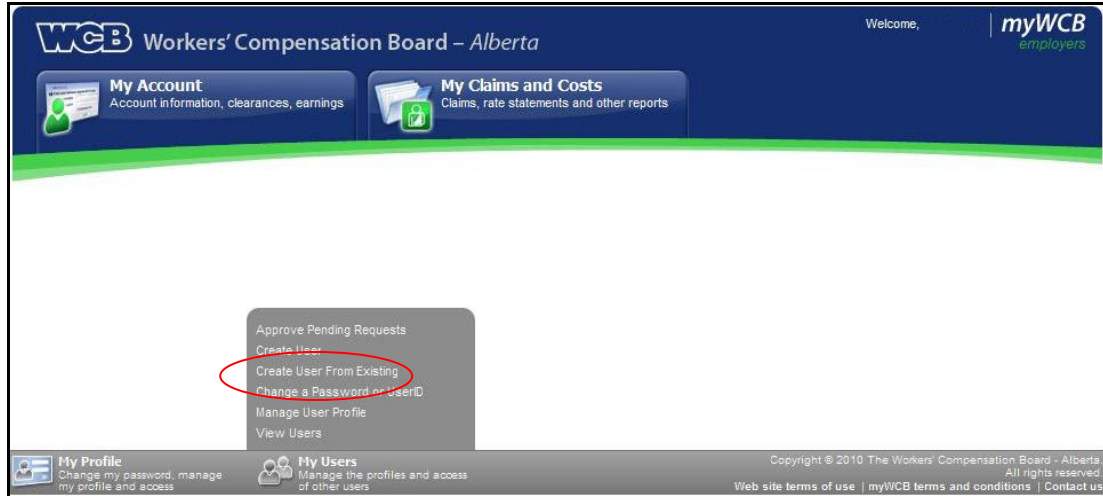 WCB Workers' Compensation Board – Alberta
Welcome,
myWCB
employers
My Account
Account information, clearances, earnings
My Claims and Costs
Claims, rate statements and other reports
Approve Pending Requests
Create User
Create User From Existing
Change a Password or UserID
Manage User Profile
View Users
My Profile
Change my password, manage
my profile and access
My Users
Manage the profiles and access
of other users
Copyright © 2010 The Workers' Compensation Board - Alberta.
All rights reserved.
Web site terms of use | myWCB terms and conditions | Contact us